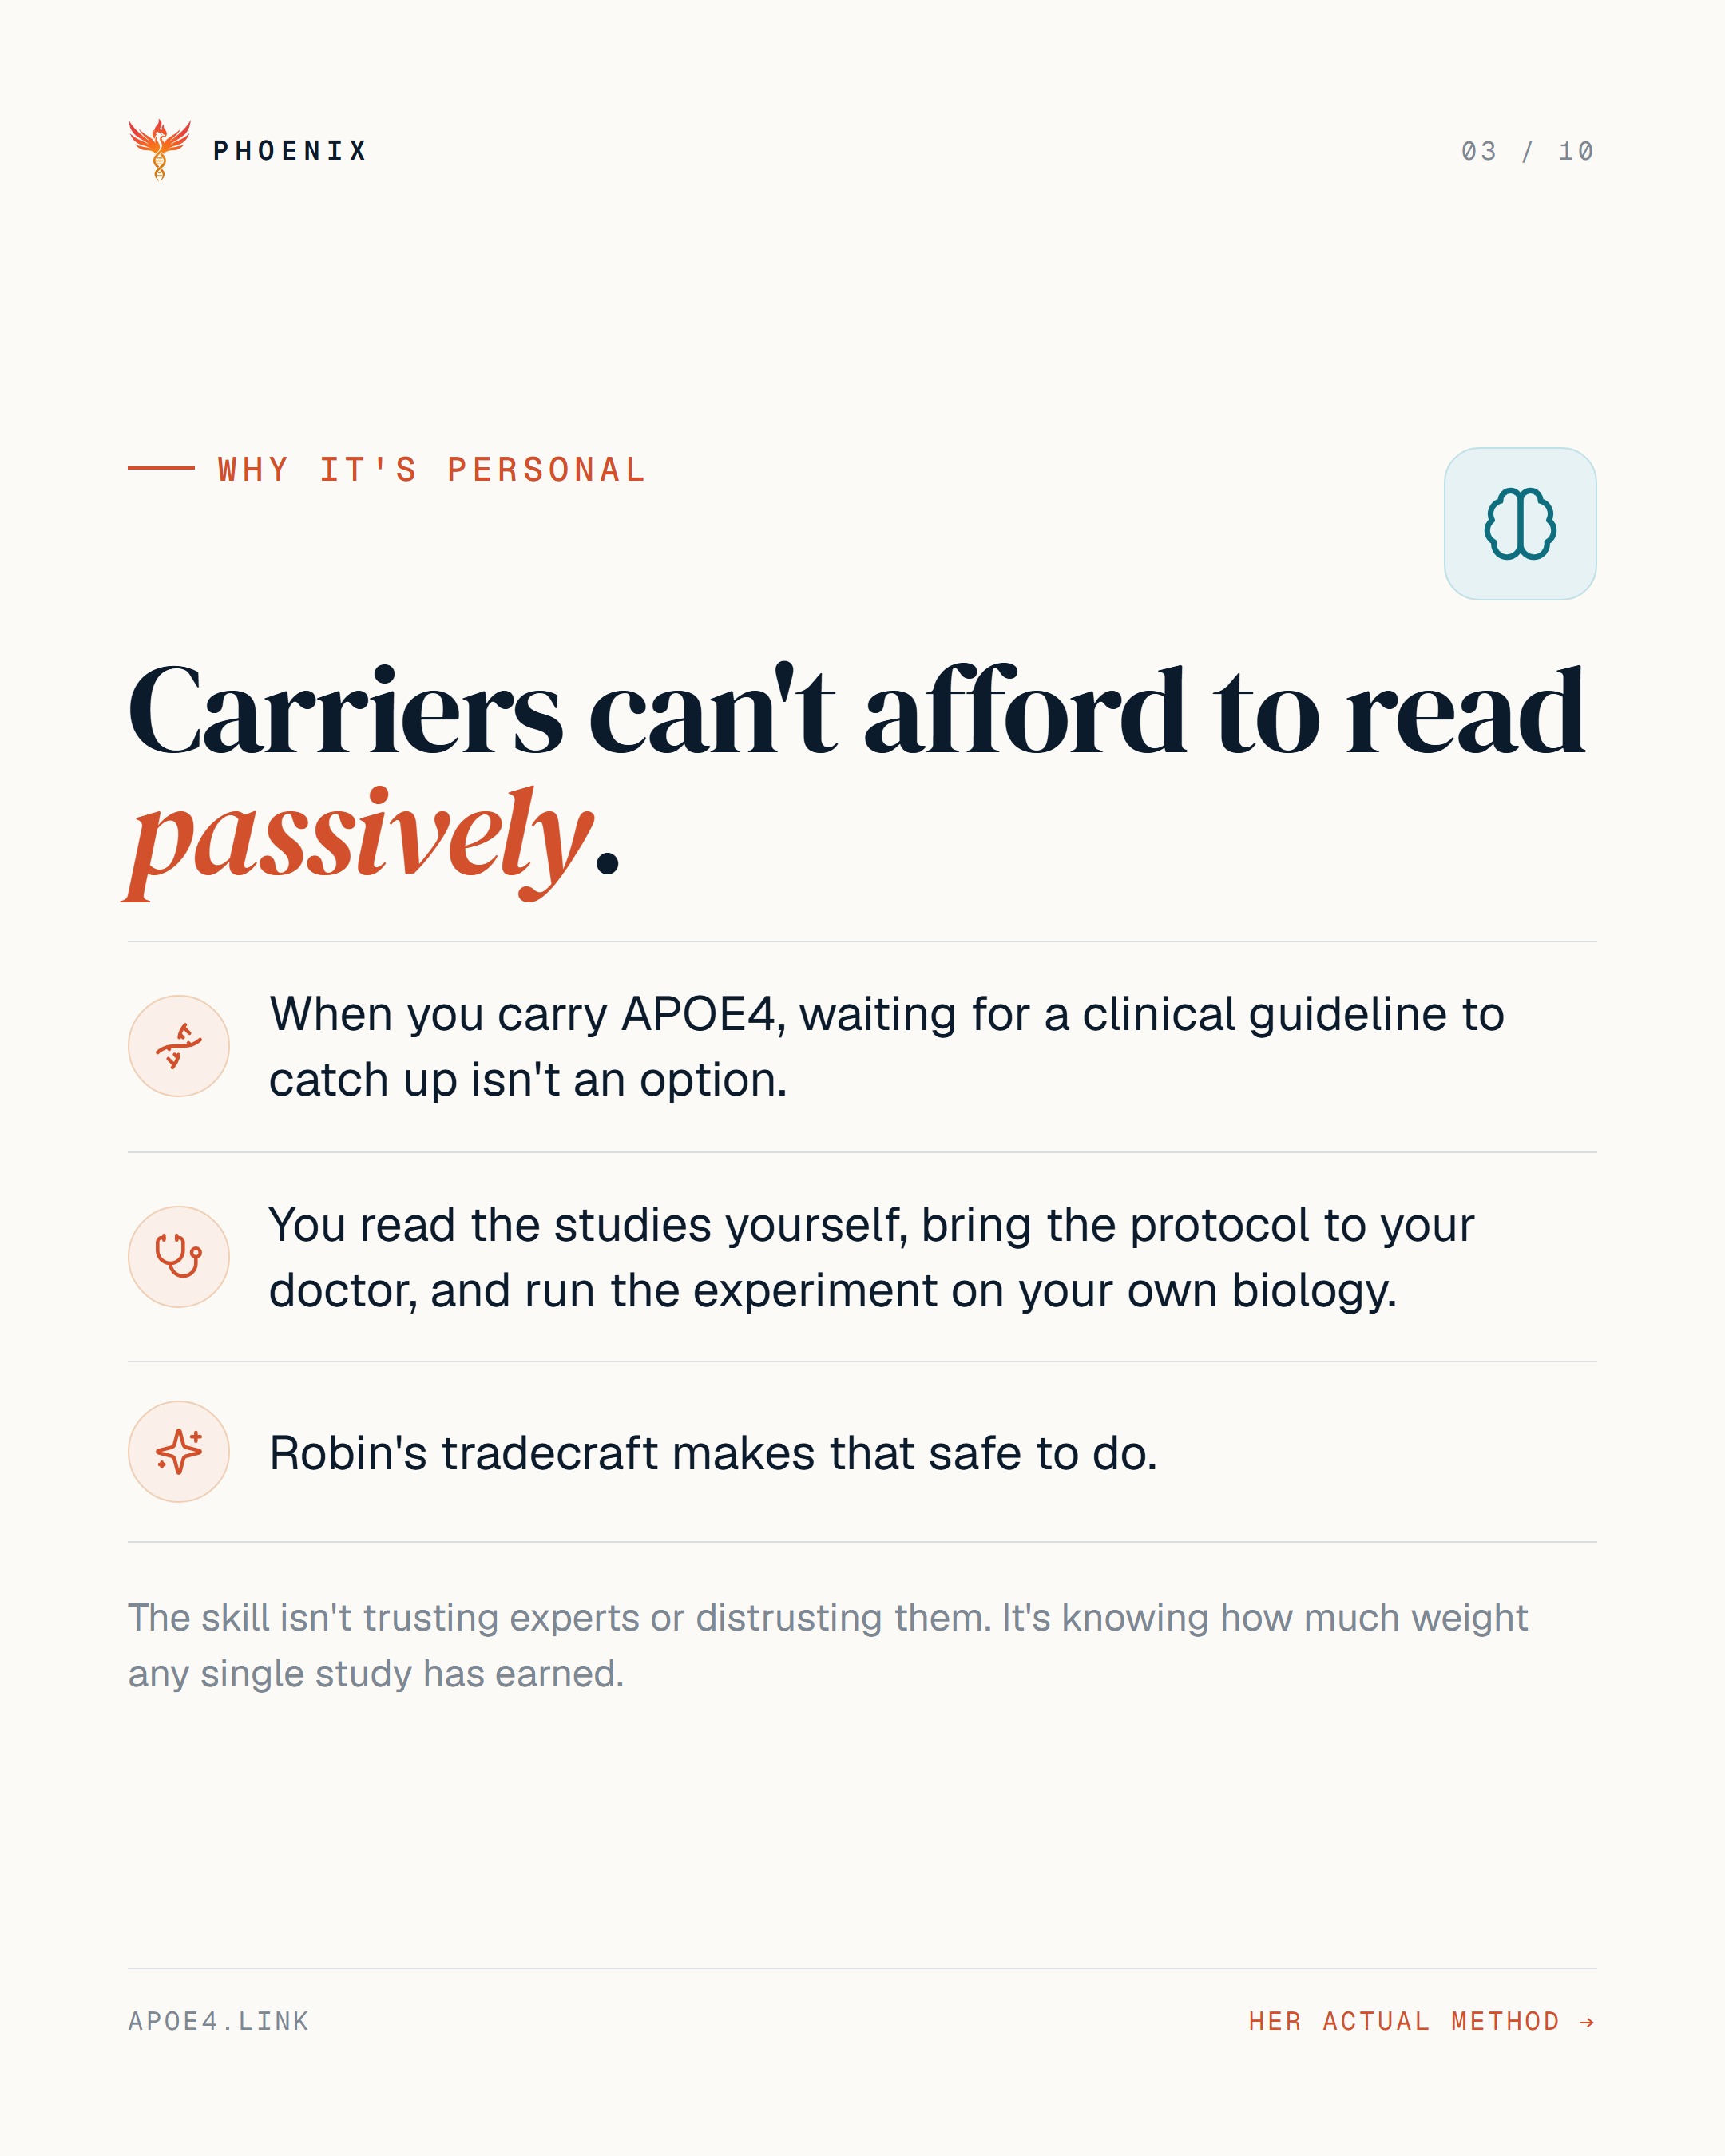 PHOENIX
03 / 10
WHY IT'S PERSONAL
Carriers can't afford to read
passively.
When you carry APOE4, waiting for a clinical guideline to
catch up isn't an option.
You read the studies yourself, bring the protocol to your
doctor, and run the experiment on your own biology.
Robin's tradecraft makes that safe to do.
The skill isn't trusting experts or distrusting them. It's knowing how much weight
any single study has earned.
APOE4.LINK
HER ACTUAL METHOD →